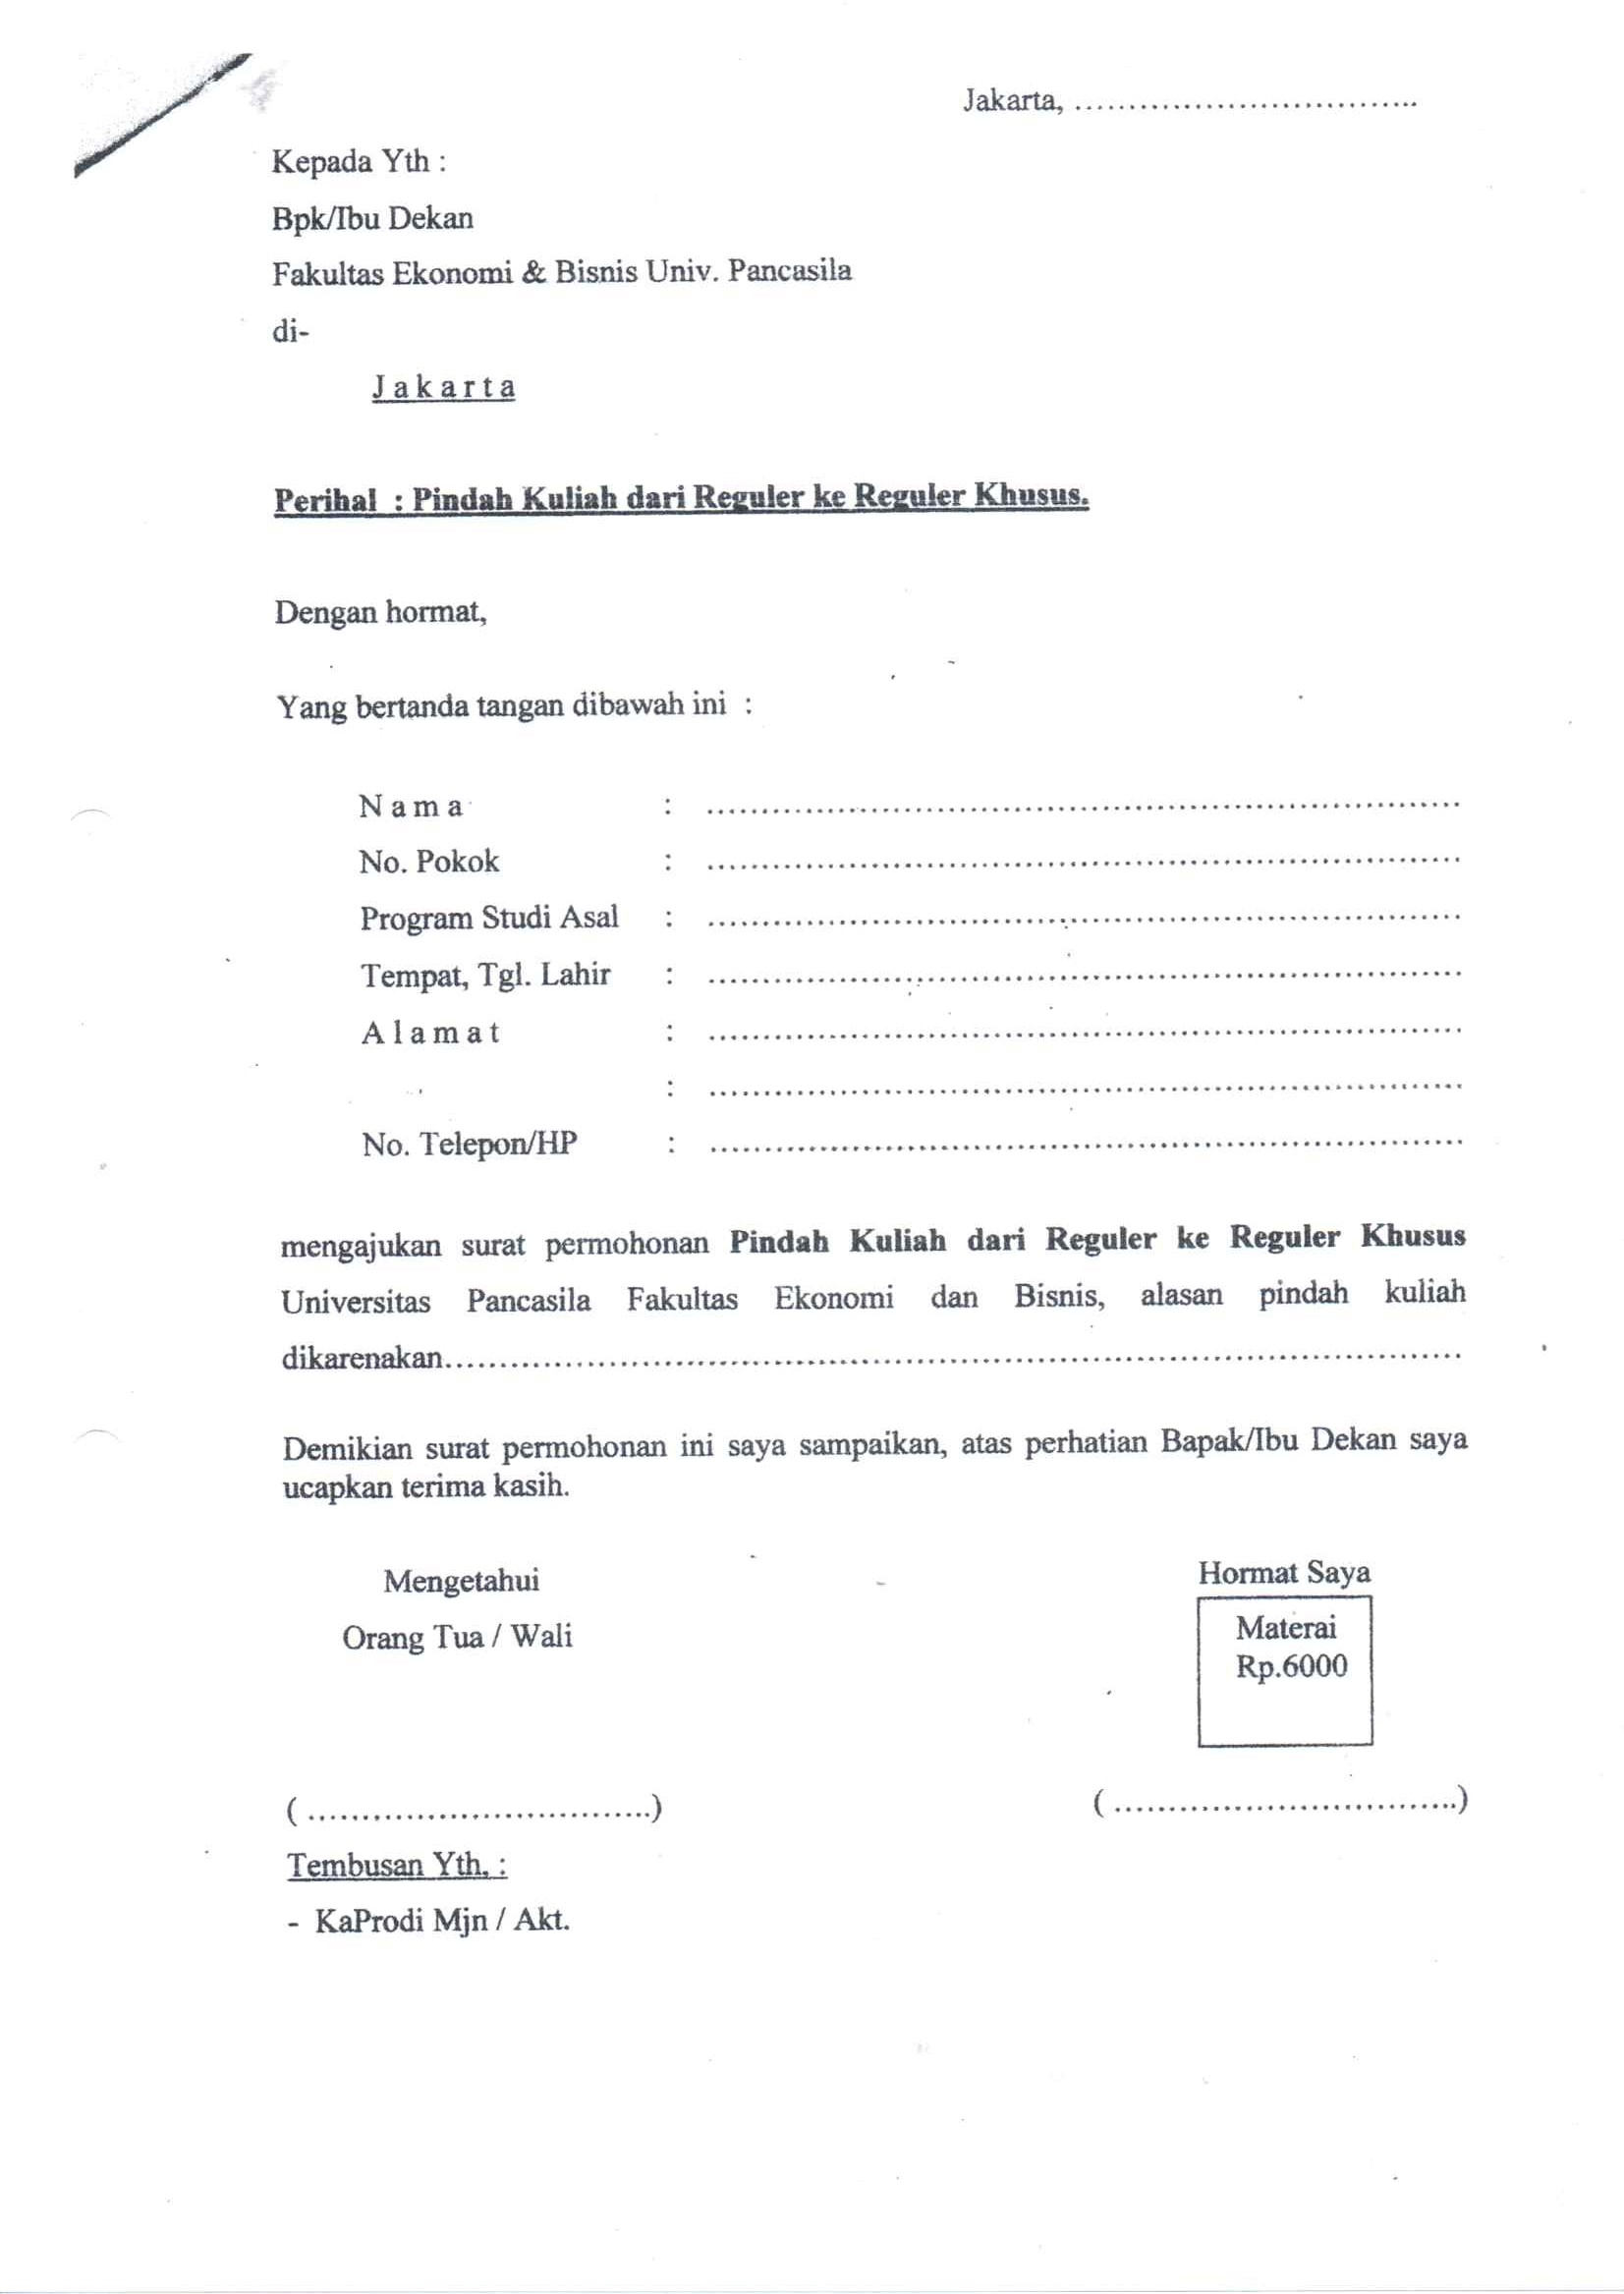 Jakarta, ................................
Kepada Yth :
Bpk/Ibu Dekan
Fakultas Ekonomi & Bisnis Univ. Pancasila
di-
J a k a r t a
Perihal : Pindah Kuliah dari Reguler ke Reguler Khusus.
Dengan hormat,
Yang bertanda tangan dibawah ini :
N a m a : ......................................................................
No. Pokok : ......................................................................
Program Studi Asal : ......................................................................
Tempat, Tgl. Lahir : ......................................................................
A l a m a t : ......................................................................
: ......................................................................
No. Telepon/HP : ......................................................................
mengajukan surat permohonan Pindah Kuliah dari Reguler ke Reguler Khusus
Universitas Pancasila Fakultas Ekonomi dan Bisnis, alasan pindah kuliah
dikarenakan..............................................................................................
Demikian surat permohonan ini saya sampaikan, atas perhatian Bapak/Ibu Dekan saya
ucapkan terima kasih.
Mengetahui
Orang Tua / Wali
Hormat Saya
Materai
Rp.6000
( ................................)
( ................................)
Tembusan Yth. :
- KaProdi Mjn / Akt.